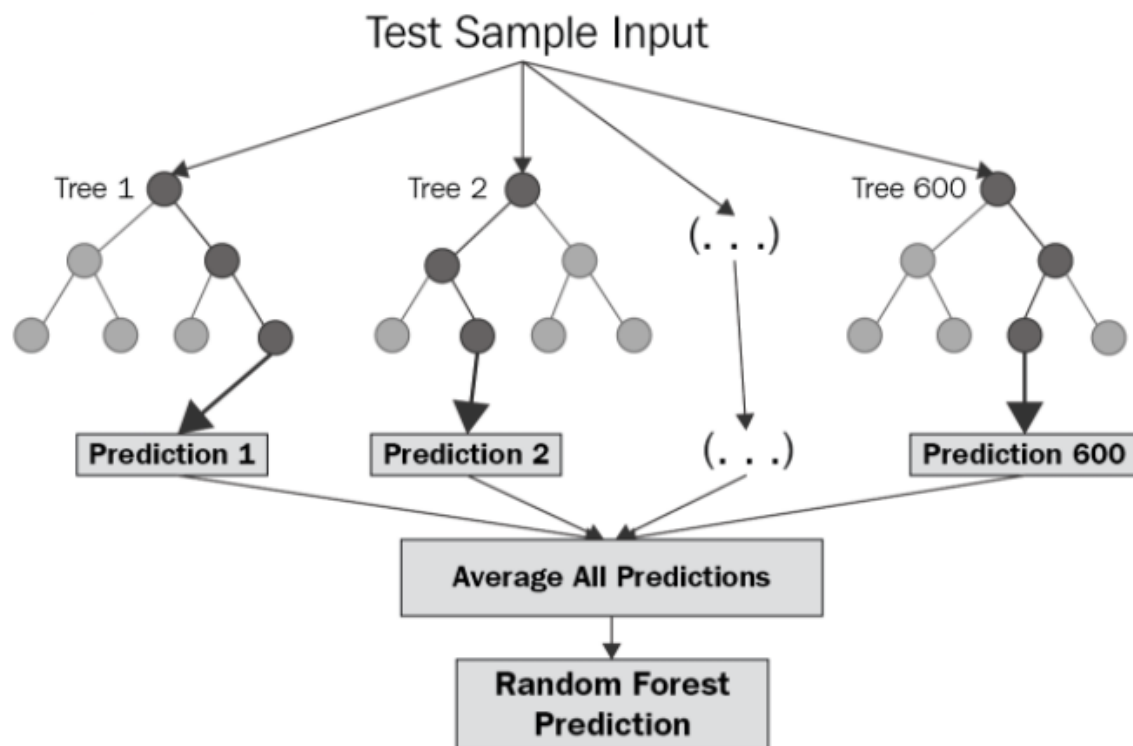 Test Sample Input
Tree 1
Tree 2
Tree 600
(. . .)
Prediction 1
Prediction 2
(. . .)
Prediction 600
Average All Predictions
Random Forest
Prediction